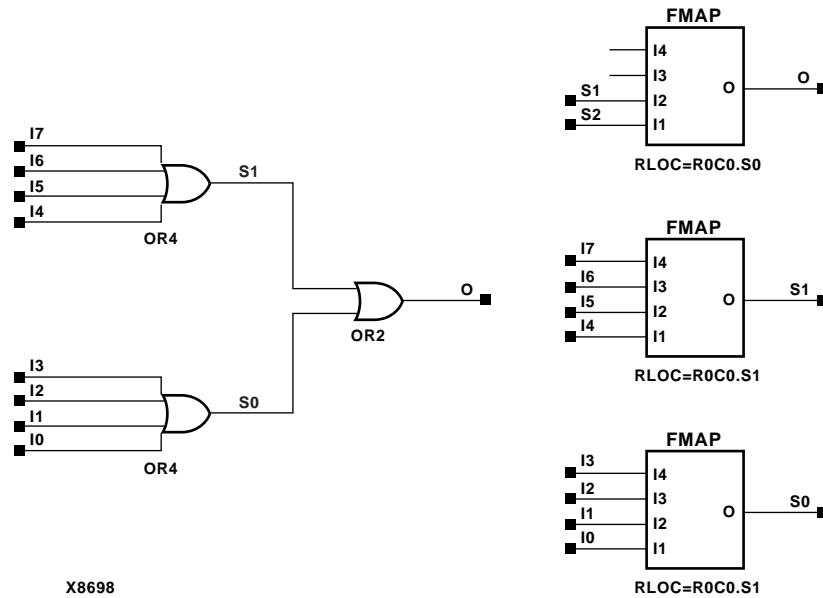 I7
I6
I5
I4
OR4
S1
I3
I2
I1
I0
OR4
S0
OR2
O
X8698
FMAP
I4
I3
S1 I2
S2 I1
O O
RLOC=R0C0.S0
FMAP
I7 I4
I6 I3
I5 I2
I4 I1
O S1
RLOC=R0C0.S1
FMAP
I3 I4
I2 I3
I1 I2
I0 I1
O S0
RLOC=R0C0.S1